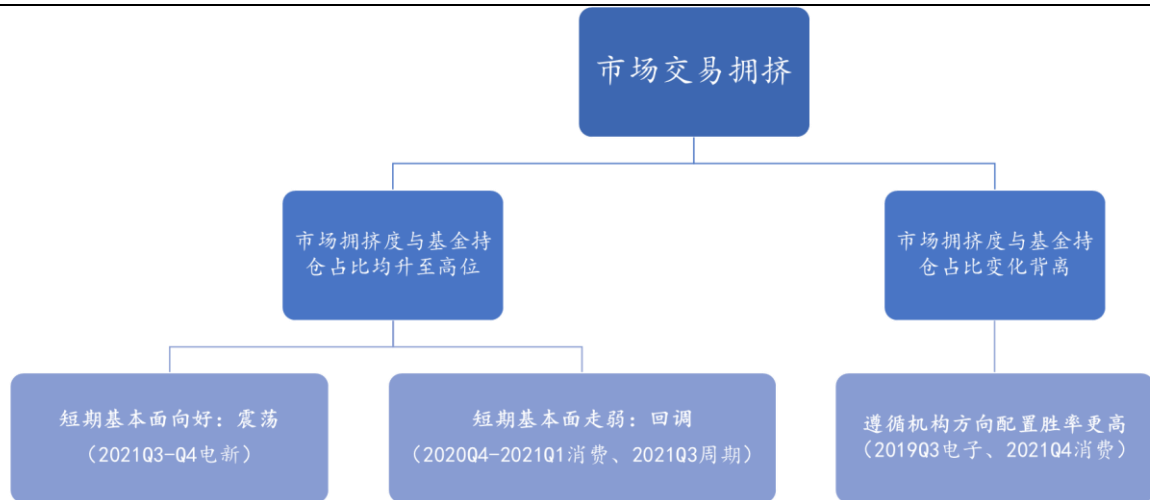 市场交易拥挤
市场拥挤度与基金持
仓占比均升至高位
市场拥挤度与基金持
仓占比变化背离
短期基本面向好：震荡
（2021Q3-Q4电新）
短期基本面走弱：回调
（2020Q4-2021Q1消费、2021Q3周期）
遵循机构方向配置胜率更高
（2019Q3电子、2021Q4消费）